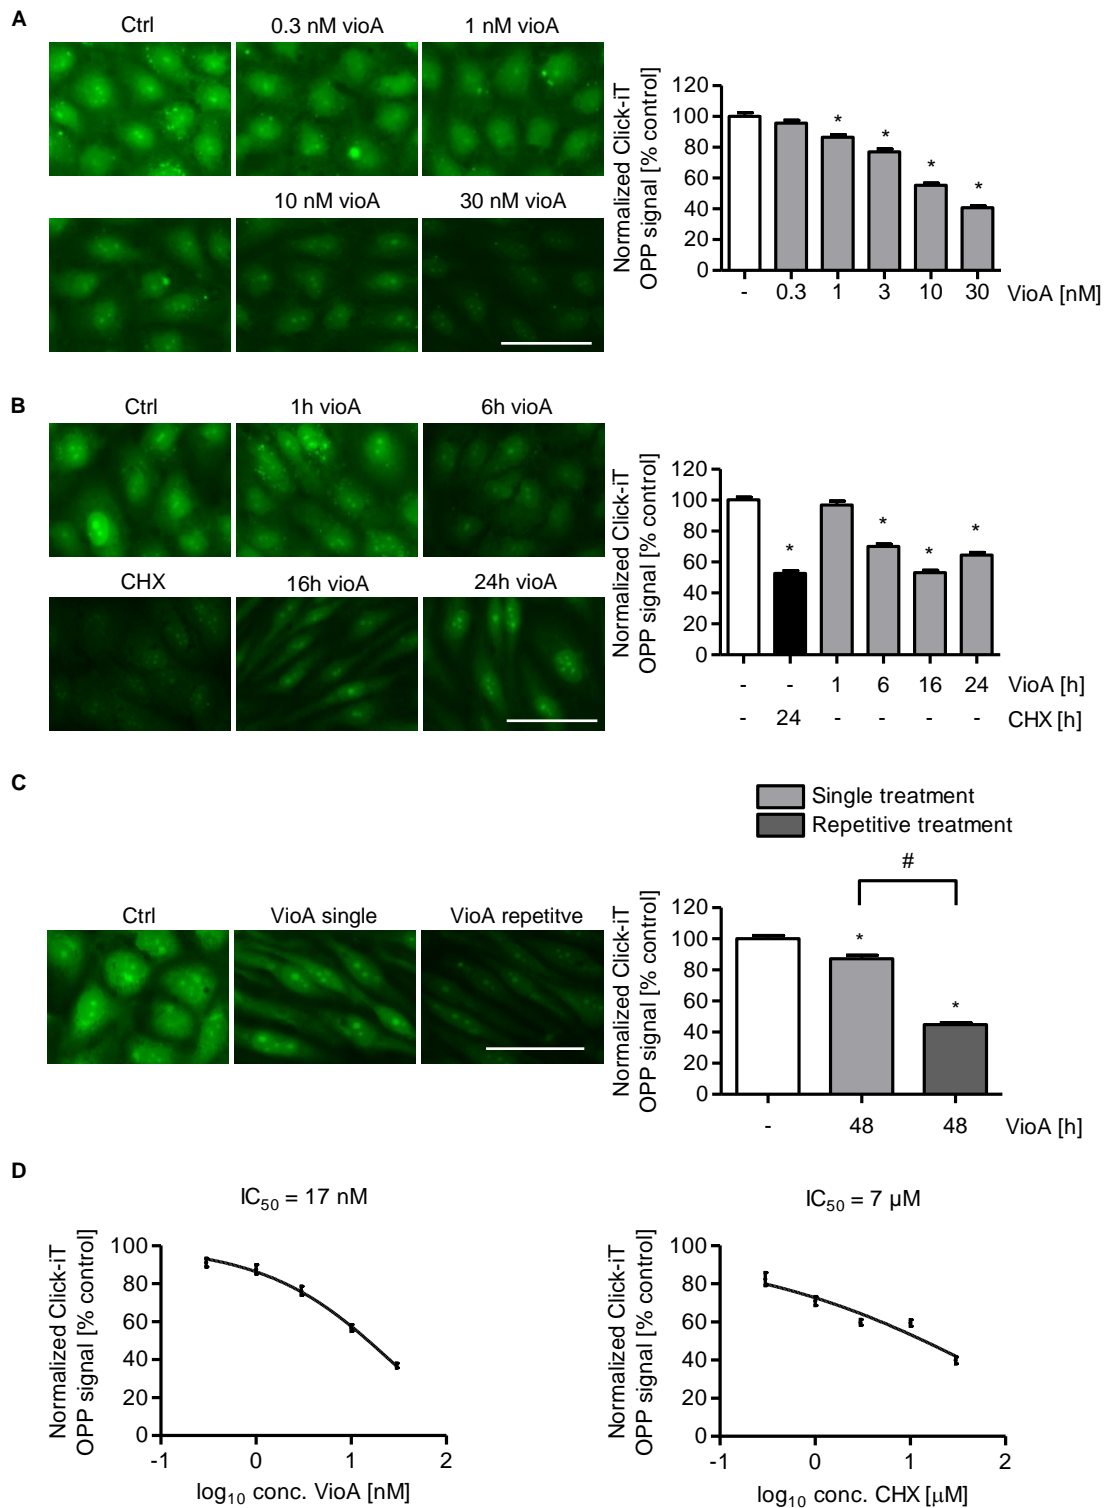 A
Ctrl 0.3 nM vioA 1 nM vioA
10 nM vioA 30 nM vioA
Normalized Click-iT
OPP signal [% control]
120
100
80
60
40
20
0
- 0.3 1 3 10 30 VioA [nM]
* * * *
B
Ctrl 1h vioA 6h vioA
CHX 16h vioA 24h vioA
Normalized Click-iT
OPP signal [% control]
120
100
80
60
40
20
0
* * * *
- - 1 6 16 24 VioA [h]
- 24 - - - - CHX [h]
C
Single treatment
Repetitive treatment
#
Ctrl VioA single VioA repetitve
Normalized Click-iT
OPP signal [% control]
120
100
80
60
40
20
0
* *
- 48 48 VioA [h]
D
IC50 = 17 nM
Normalized Click-iT
OPP signal [% control]
100
80
60
40
20
0
-1 0 1 2
log10 conc. VioA [nM]
IC50 = 7 µM
Normalized Click-iT
OPP signal [% control]
100
80
60
40
20
0
-1 0 1 2
log10 conc. CHX [µM]